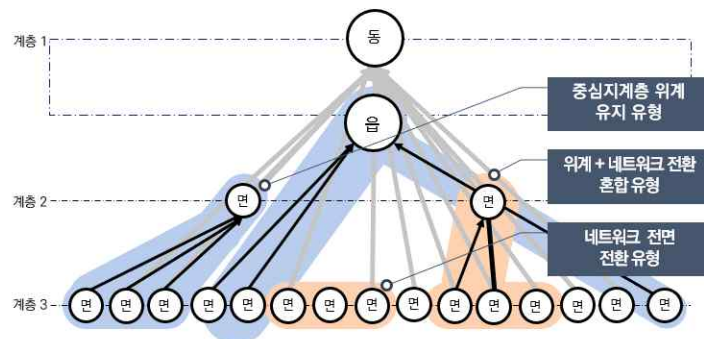 계층 1
동
읍
중심지계층 위계
유지 유형
위계 + 네트워크 전환
혼합 유형
계층 2
면
면
네트워크 전면
전환 유형
계층 3
면 면 면 면 면 면 면 면 면 면 면 면 면 면 면